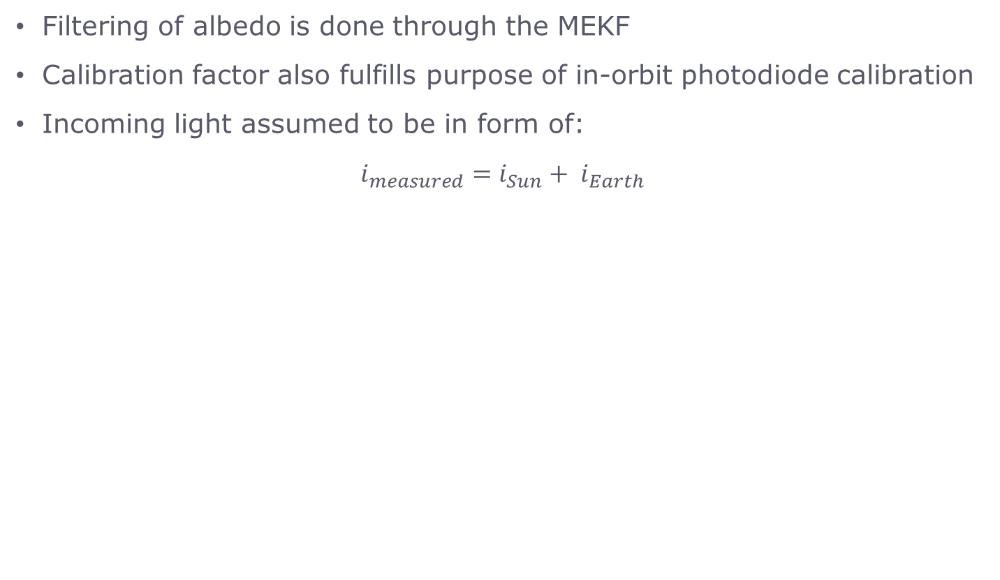 • Filtering of albedo is done through the MEKF
• Calibration factor also fulfills purpose of in-orbit photodiode calibration
• Incoming light assumed to be in form of:
i_{measured} = i_{Sun} + i_{Earth}